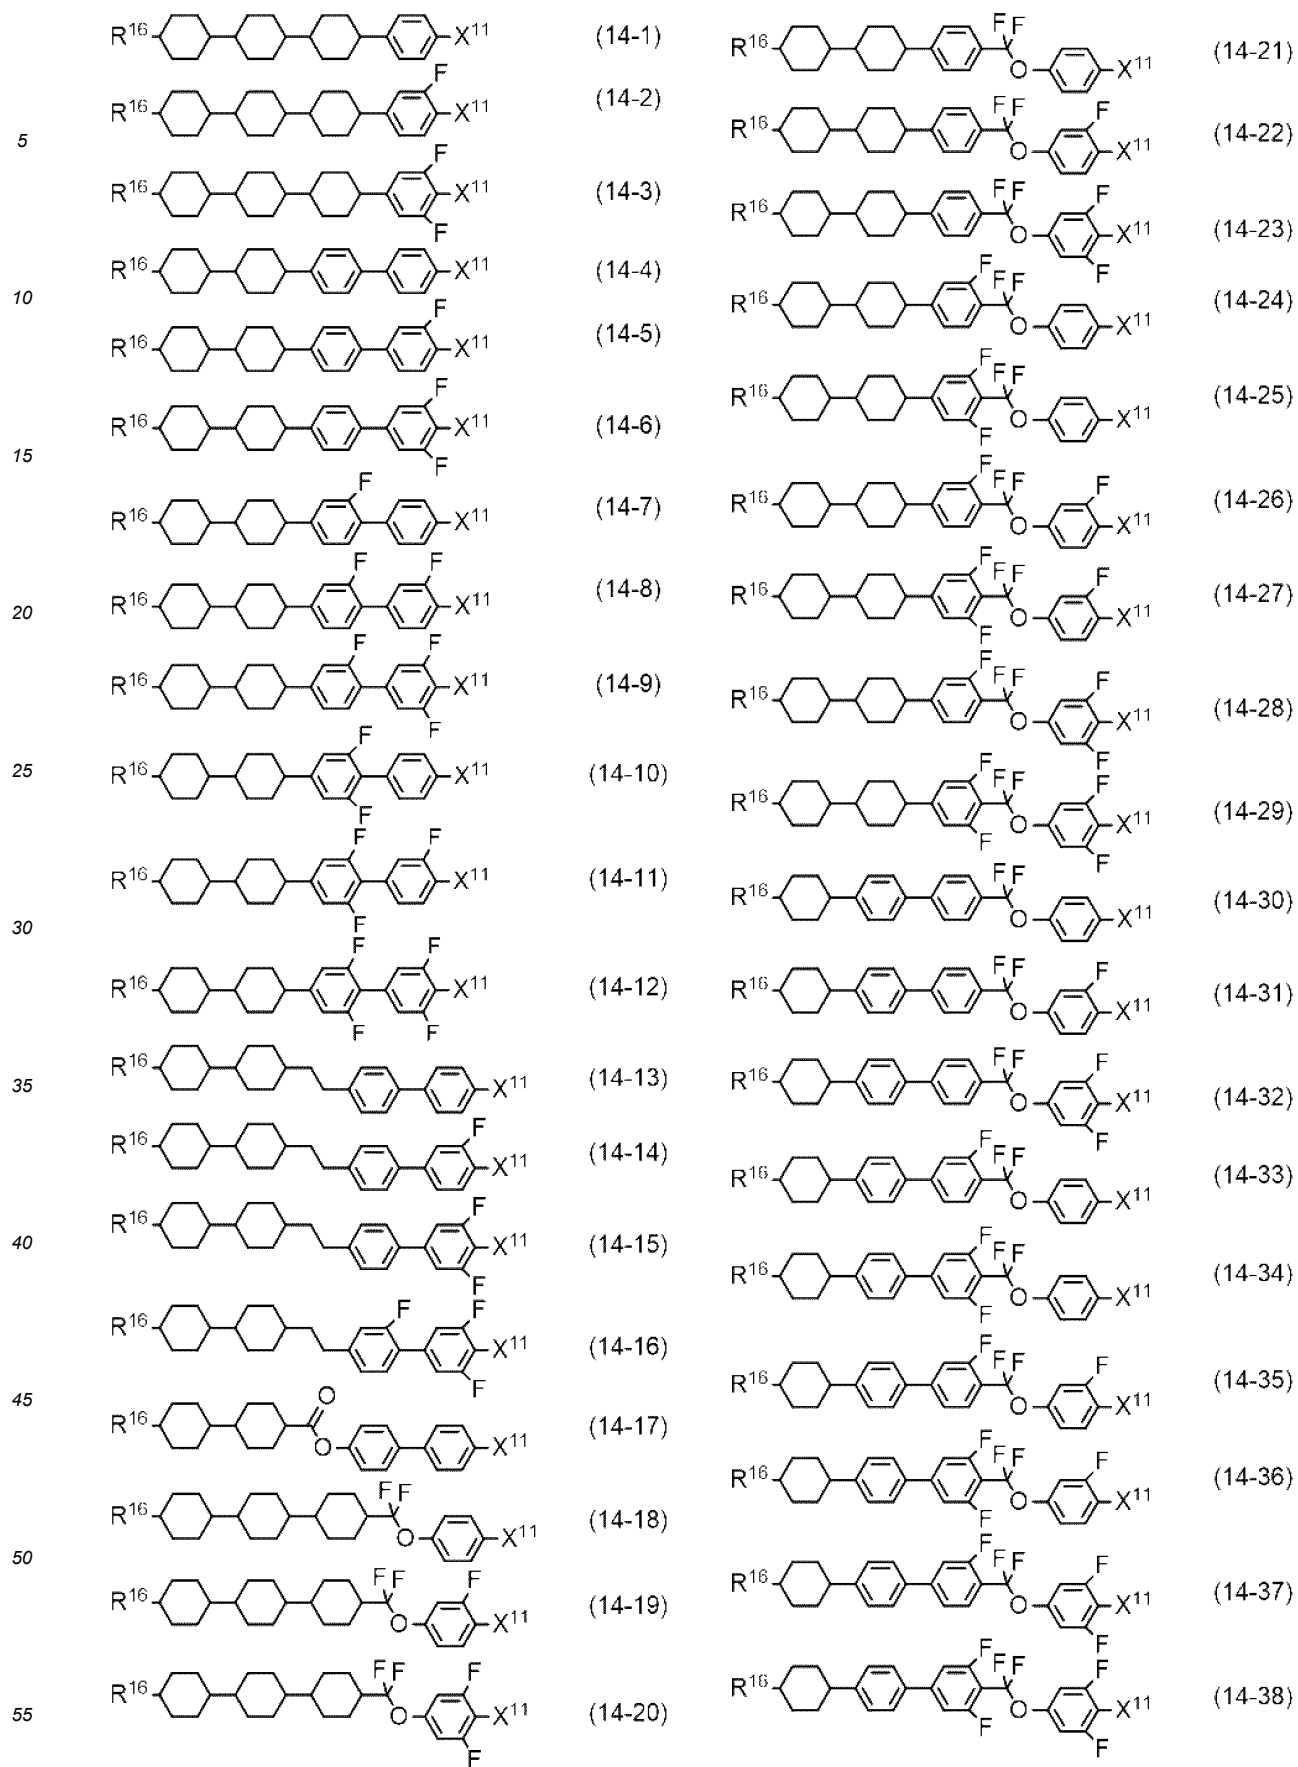 R¹⁶ X¹¹ (14-1)
R¹⁶ F X¹¹ (14-2)
5
R¹⁶ F F X¹¹ (14-3)
R¹⁶ X¹¹ (14-4)
10
R¹⁶ F X¹¹ (14-5)
R¹⁶ F F X¹¹ (14-6)
15
R¹⁶ F X¹¹ (14-7)
R¹⁶ F F X¹¹ (14-8)
20
R¹⁶ F F F X¹¹ (14-9)
R¹⁶ F F X¹¹ (14-10)
25
R¹⁶ F F F X¹¹ (14-11)
30
R¹⁶ F F F F X¹¹ (14-12)
R¹⁶ X¹¹ (14-13)
35
R¹⁶ F X¹¹ (14-14)
R¹⁶ F F X¹¹ (14-15)
40
R¹⁶ F F F X¹¹ (14-16)
45
R¹⁶ O O X¹¹ (14-17)
R¹⁶ F F O X¹¹ (14-18)
50
R¹⁶ F F O F X¹¹ (14-19)
R¹⁶ F F O F F X¹¹ (14-20)
55
R¹⁶ F F O X¹¹ (14-21)
R¹⁶ F F O F X¹¹ (14-22)
R¹⁶ F F O F F X¹¹ (14-23)
R¹⁶ F F F O X¹¹ (14-24)
R¹⁶ F F F F O X¹¹ (14-25)
R¹⁶ F F F O F X¹¹ (14-26)
R¹⁶ F F F F O F X¹¹ (14-27)
R¹⁶ F F F O F F X¹¹ (14-28)
R¹⁶ F F F F O F F X¹¹ (14-29)
R¹⁶ F F O X¹¹ (14-30)
R¹⁶ F F O F X¹¹ (14-31)
R¹⁶ F F O F F X¹¹ (14-32)
R¹⁶ F F F O X¹¹ (14-33)
R¹⁶ F F F F O X¹¹ (14-34)
R¹⁶ F F F O F X¹¹ (14-35)
R¹⁶ F F F F O F X¹¹ (14-36)
R¹⁶ F F F O F F X¹¹ (14-37)
R¹⁶ F F F F O F F X¹¹ (14-38)